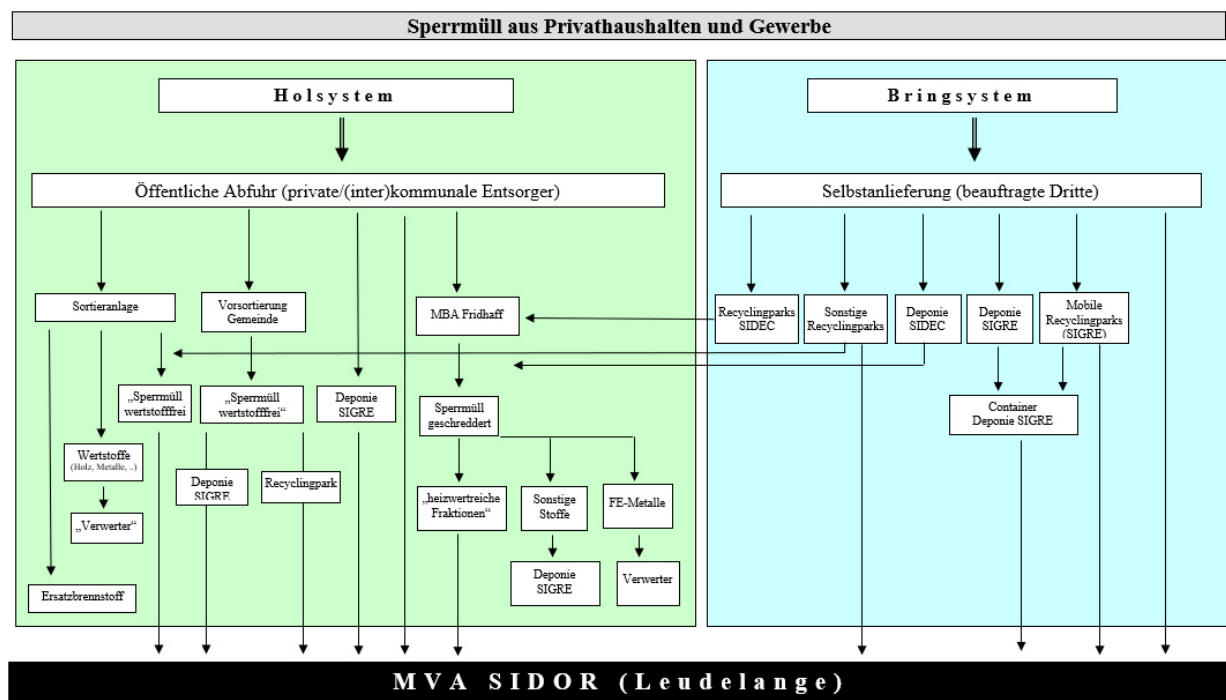 Sperrmüll aus Privathaushalten und Gewerbe
Holsystem
Bringsystem
Öffentliche Abfuhr (private/(inter)kommunale Entsorger)
Selbstanlieferung (beauftragte Dritte)
Sortieranlage
Vorsortierung
Gemeinde
MBA Fridhaff
Recyclingparks
SIDEC
Sonstige
Recyclingparks
Deponie
SIDEC
Deponie
SIGRE
Mobile
Recyclingparks
(SIGRE)
„Sperrmüll
wertstofffrei
„Sperrmüll
wertstofffrei“
Deponie
SIGRE
Sperrmüll
geschreddert
Container
Deponie SIGRE
Wertstoffe
(Holz, Metalle, ..)
Deponie
SIGRE
Recyclingpark
„heizwertreiche
Fraktionen“
Sonstige
Stoffe
FE-Metalle
„Verwerter“
Deponie
SIGRE
Verwerter
Ersatzbrennstoff
MVA SIDOR (Leudelange)